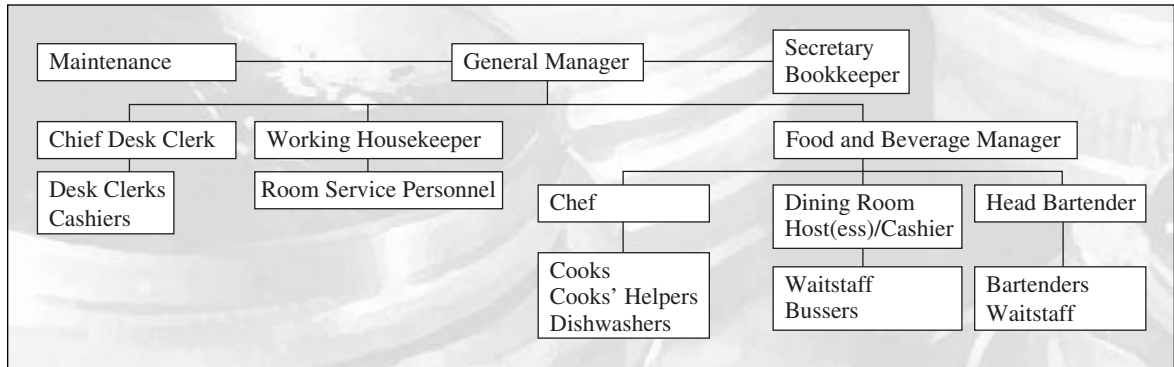 Maintenance
General Manager
Secretary
Bookkeeper
Chief Desk Clerk
Working Housekeeper
Food and Beverage Manager
Desk Clerks
Cashiers
Room Service Personnel
Chef
Dining Room
Host(ess)/Cashier
Head Bartender
Cooks
Cooks’ Helpers
Dishwashers
Waitstaff
Bussers
Bartenders
Waitstaff